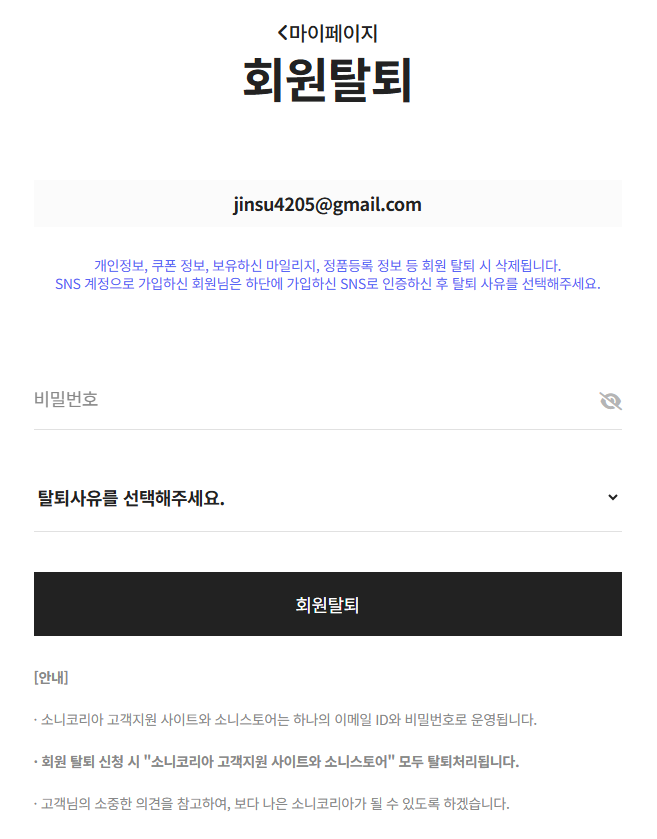 마이페이지
회원탈퇴
jinsu4205@gmail.com
개인정보, 쿠폰 정보, 보유하신 마일리지, 정품등록 정보 등 회원 탈퇴 시 삭제됩니다.
SNS 계정으로 가입하신 회원님은 하단에 가입하신 SNS로 인증하신 후 탈퇴 사유를 선택해주세요.
비밀번호
탈퇴사유를 선택해주세요.
회원탈퇴
[안내]
· 소니코리아 고객지원 사이트와 소니스토어는 하나의 이메일 ID와 비밀번호로 운영됩니다.
· 회원 탈퇴 신청 시 "소니코리아 고객지원 사이트와 소니스토어" 모두 탈퇴처리됩니다.
· 고객님의 소중한 의견을 참고하여, 보다 나은 소니코리아가 될 수 있도록 하겠습니다.